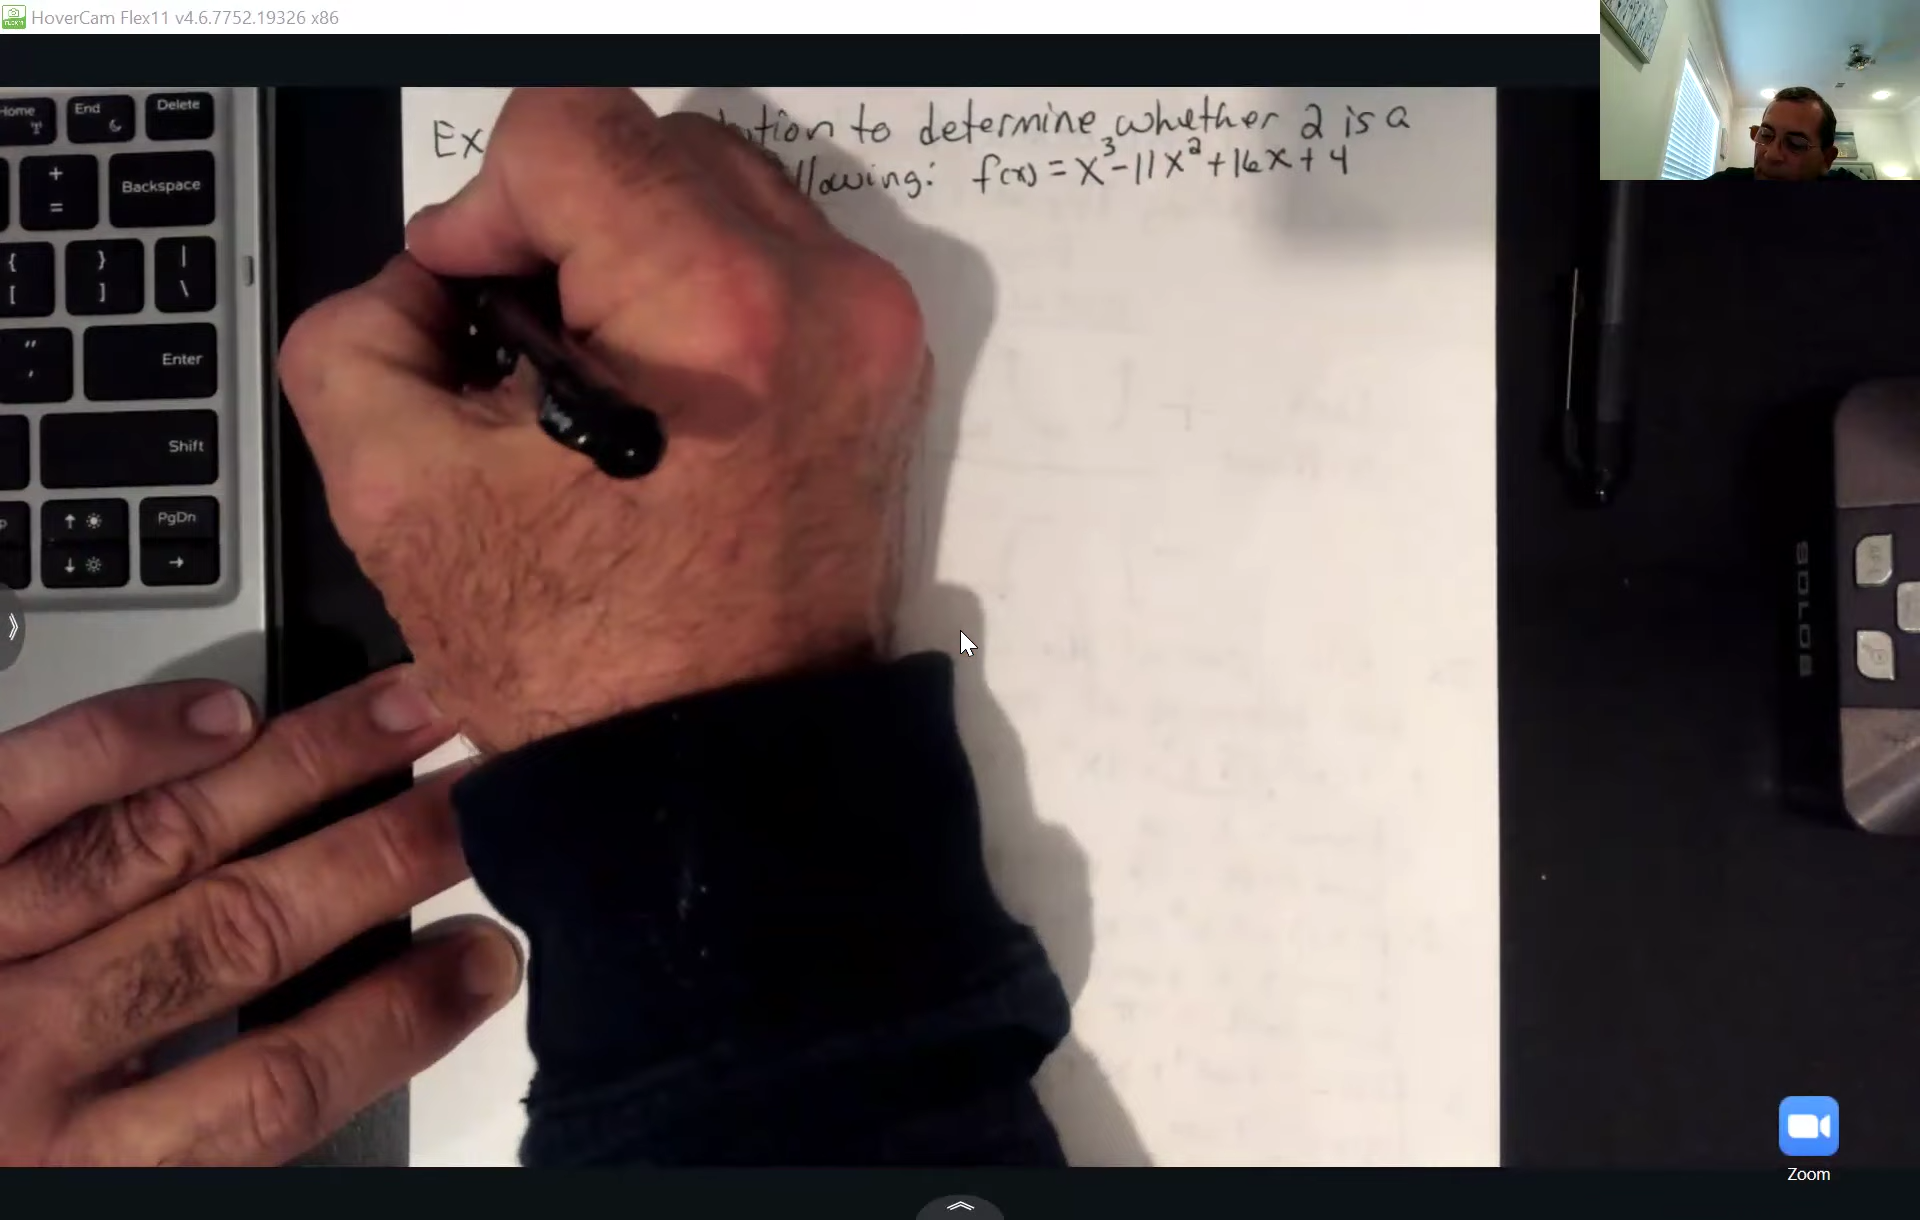 HoverCam Flex11 v4.6.7752.19326 x86
Ex
tion to determine whether 2 is a
llowing: f(x) = x³-11x²+16x+4
Home
End
Delete
+
=
Backspace
{
[
}
]
|
\
"
,
Enter
Shift
PgDn
SOLO
Zoom